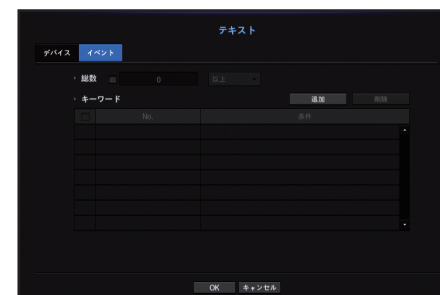 テキスト
デバイス イベント
総数 0 以上
キーワード 追加 削除
No. 条件
OK キャンセル